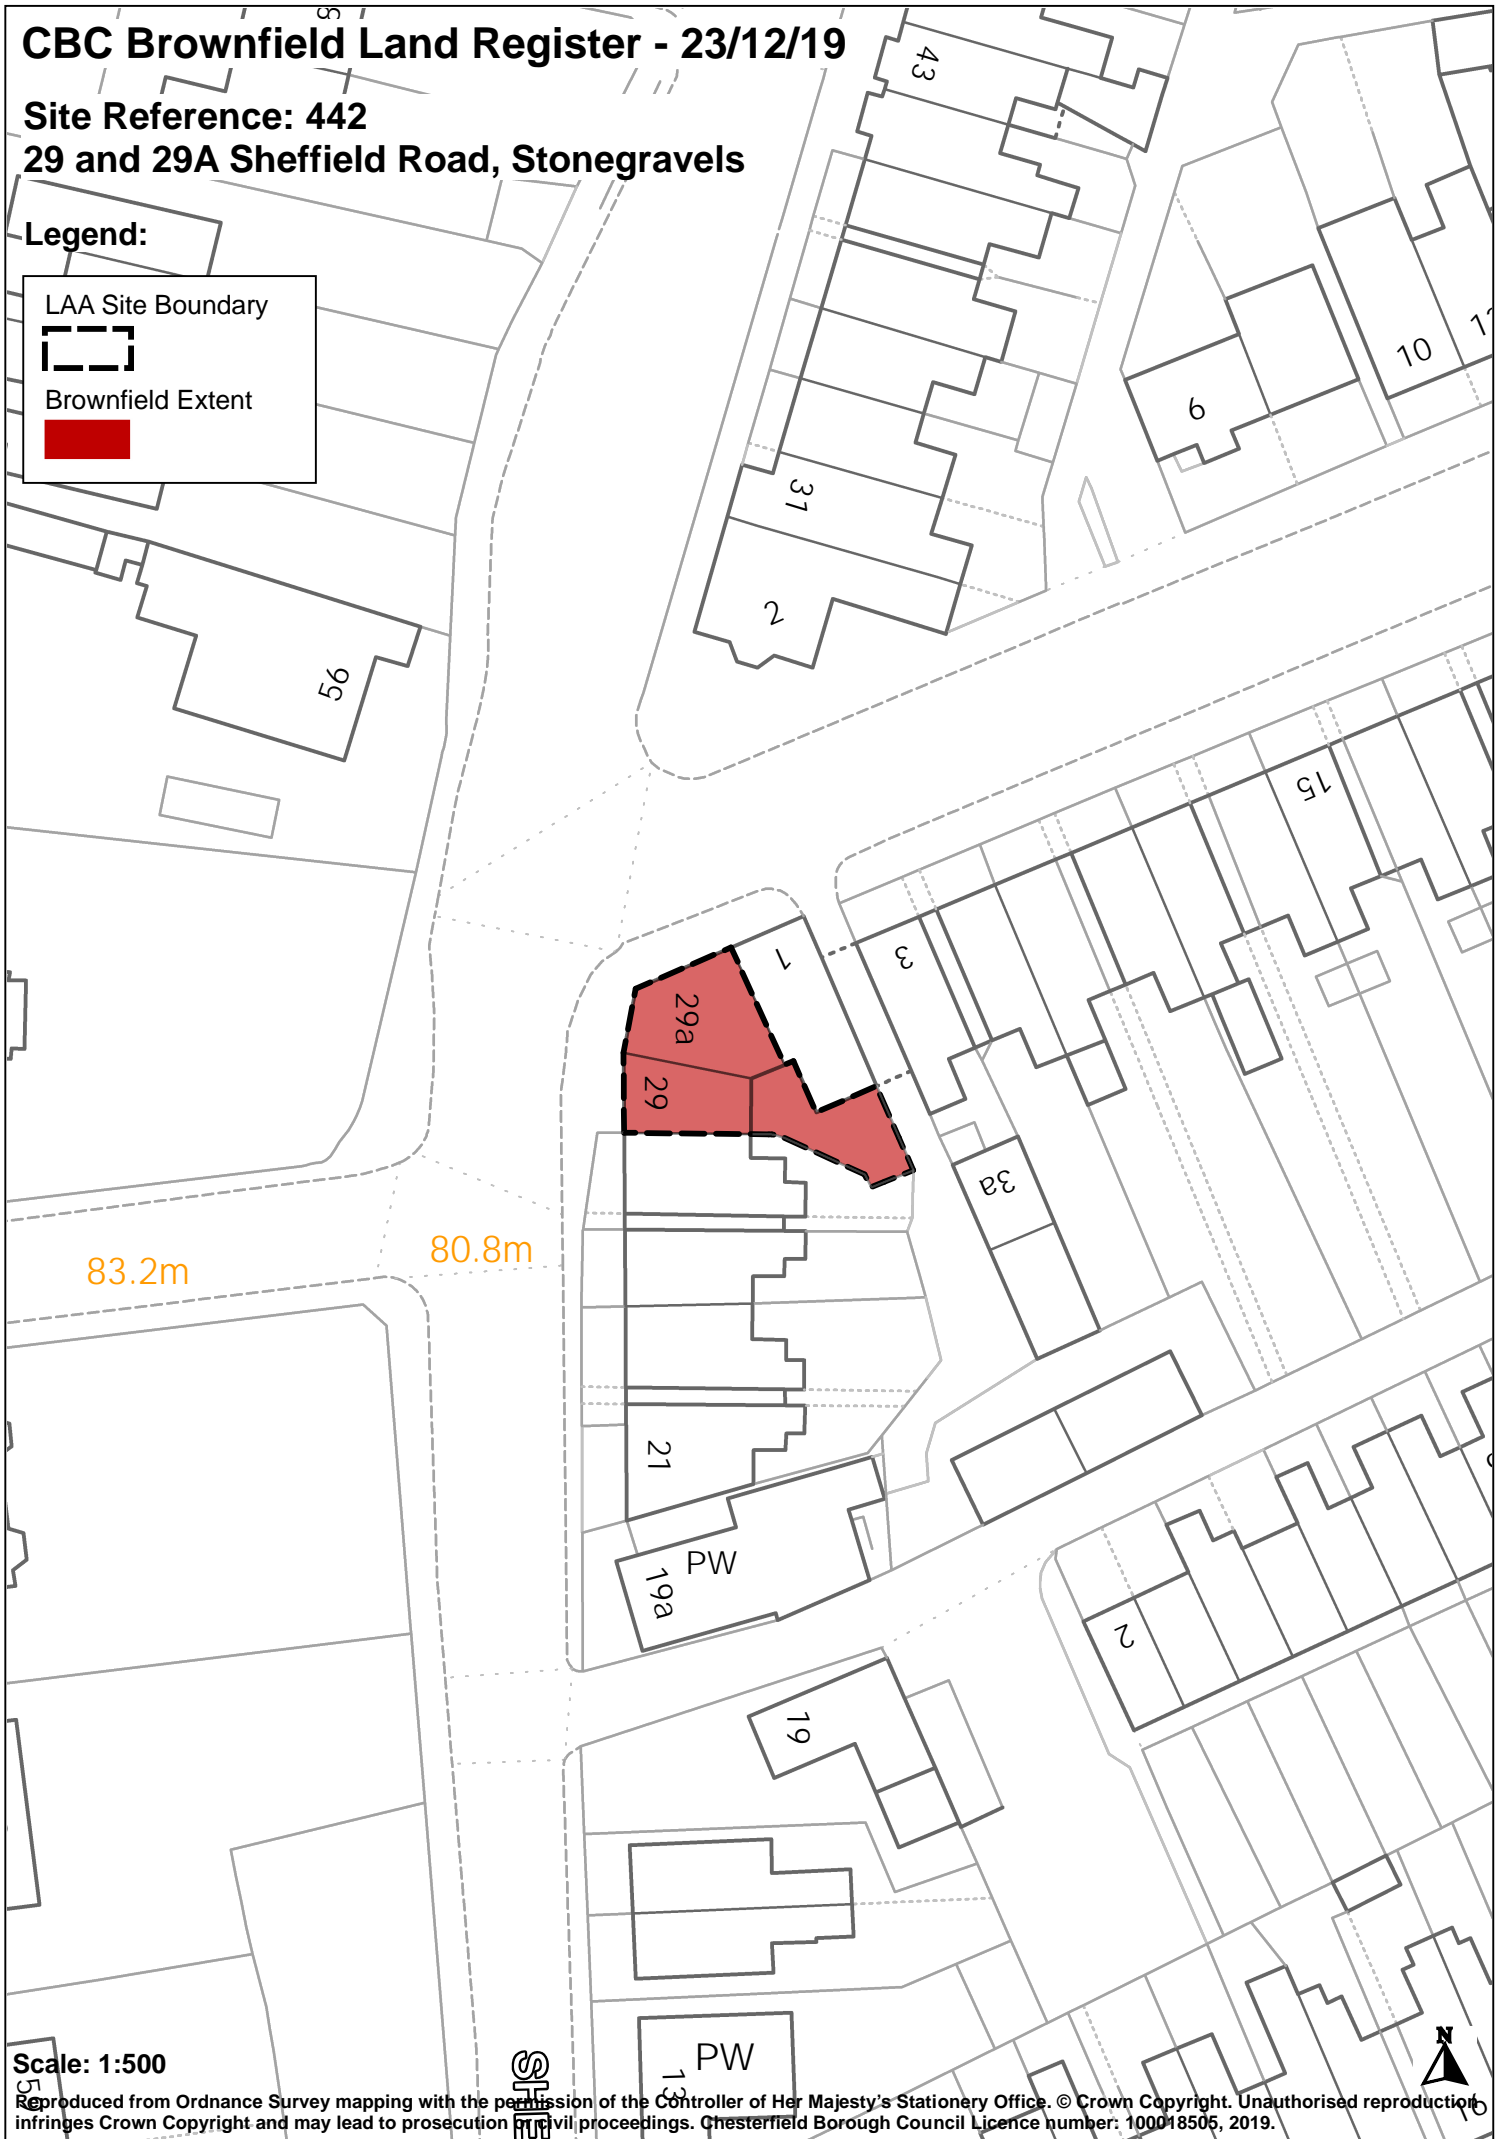 CBC Brownfield Land Register - 23/12/19
Site Reference: 442
29 and 29A Sheffield Road, Stonegravels
Legend:
LAA Site Boundary
Brownfield Extent
43
31
2
6
10
56
15
1
3
29a
29
3a
83.2m
80.8m
21
PW
19a
2
19
PW
13
SHE
Scale: 1:500
Reproduced from Ordnance Survey mapping with the permission of the Controller of Her Majesty's Stationery Office. © Crown Copyright. Unauthorised reproduction
infringes Crown Copyright and may lead to prosecution or civil proceedings. Chesterfield Borough Council Licence number: 100018505, 2019.
N
16